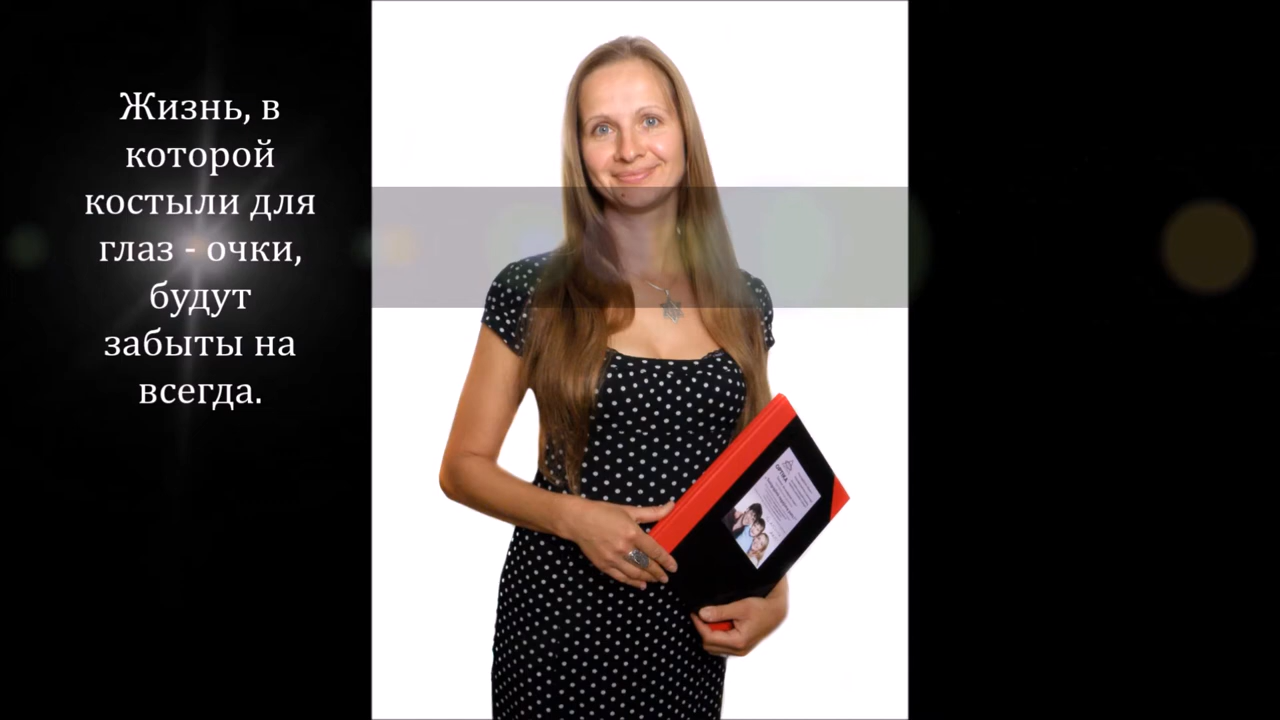 Жизнь, в
которой
костыли для
глаз - очки,
будут
забыты на
всегда.